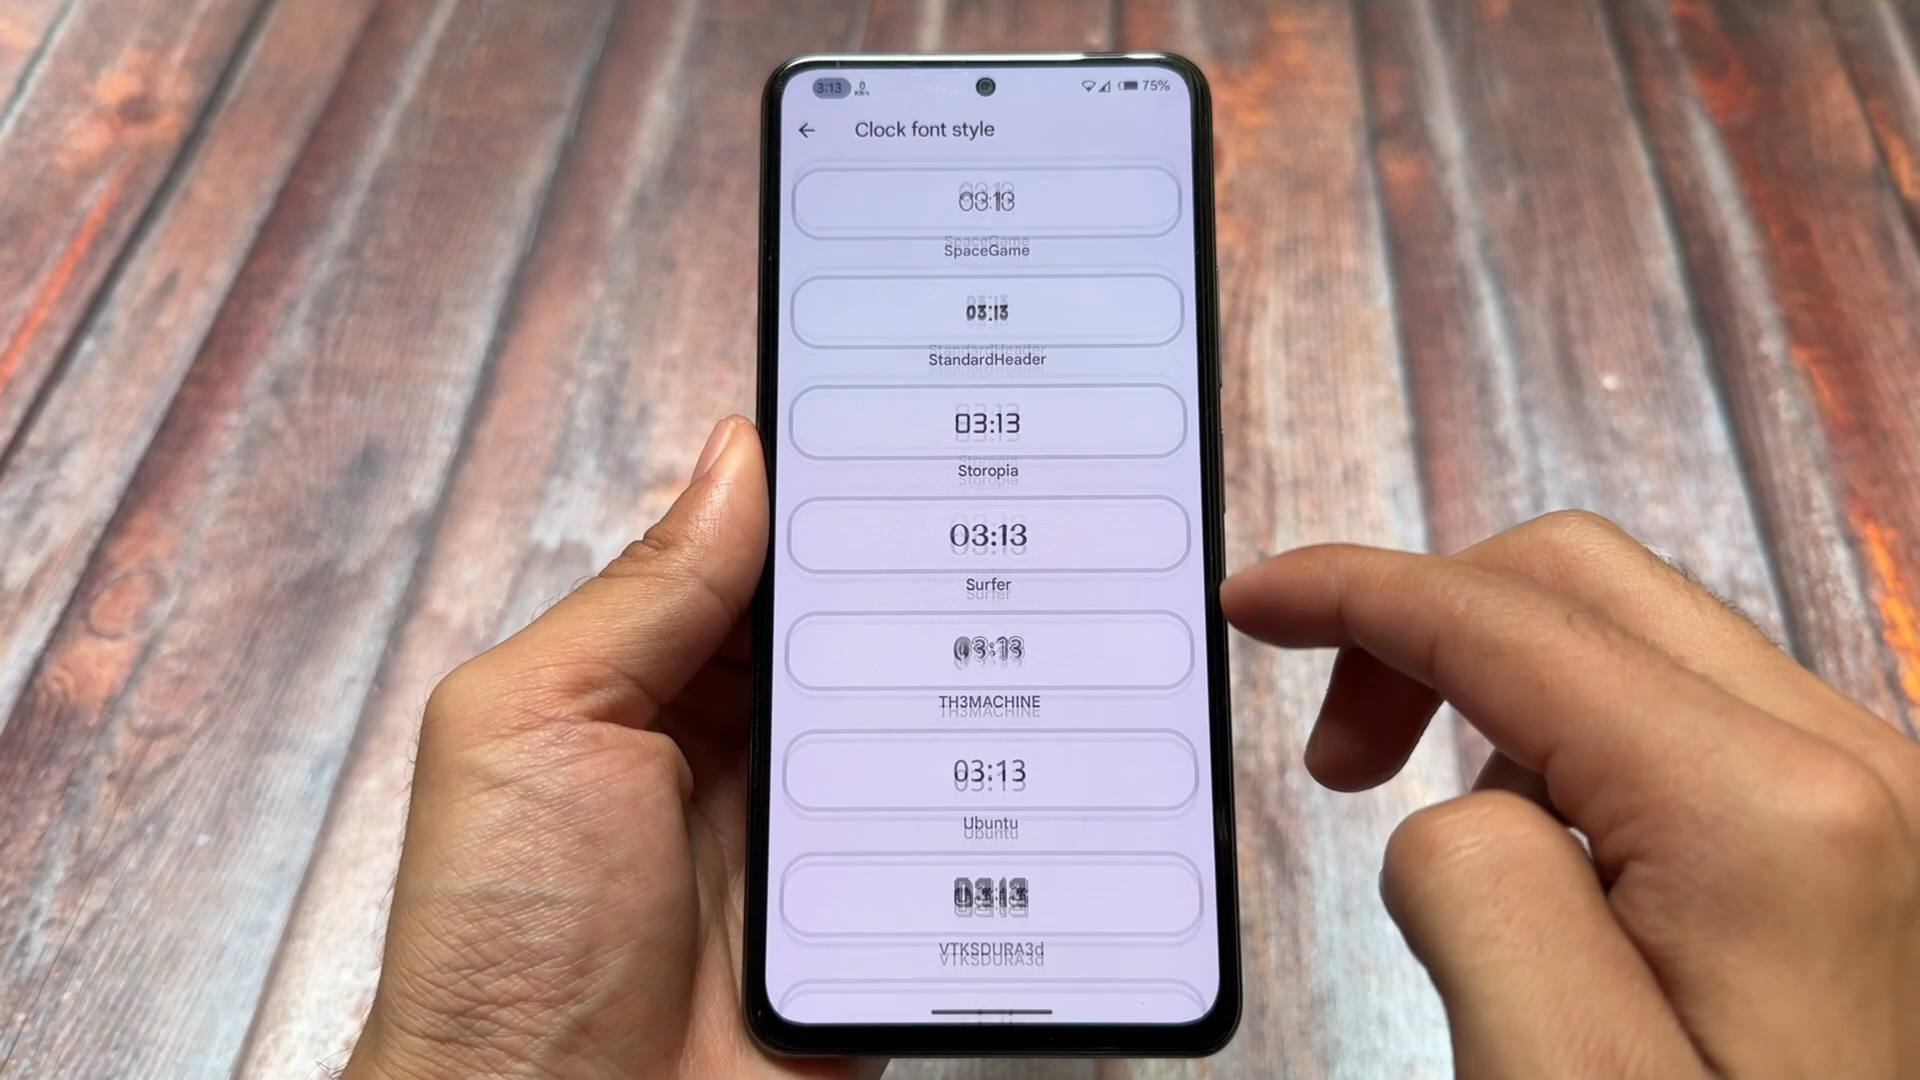 3:13 0 KB/s 75%
Clock font style
03:13
SpaceGame
03:13
StandardHeader
03:13
Storopia
03:13
Surfer
03:13
TH3MACHINE
03:13
Ubuntu
03:13
VTKSDURA3d